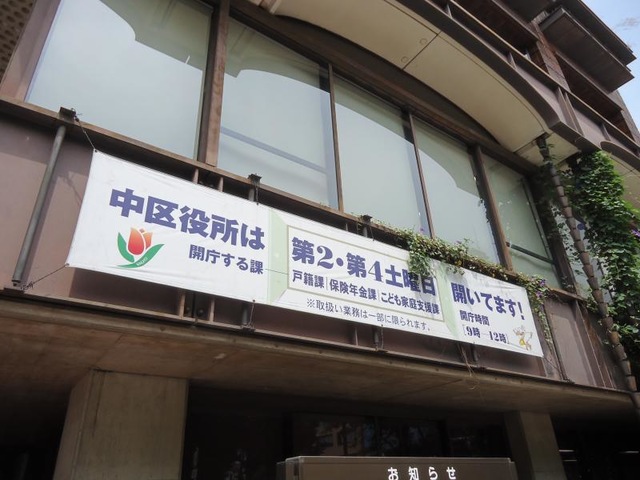 中区役所は
開庁する課
第2・第4土曜日
戸籍課 | 保険年金課 | こども家庭支援課
※取扱い業務は一部に限られます。
開いてます!
開庁時間
[9時―12時]
お知らせ